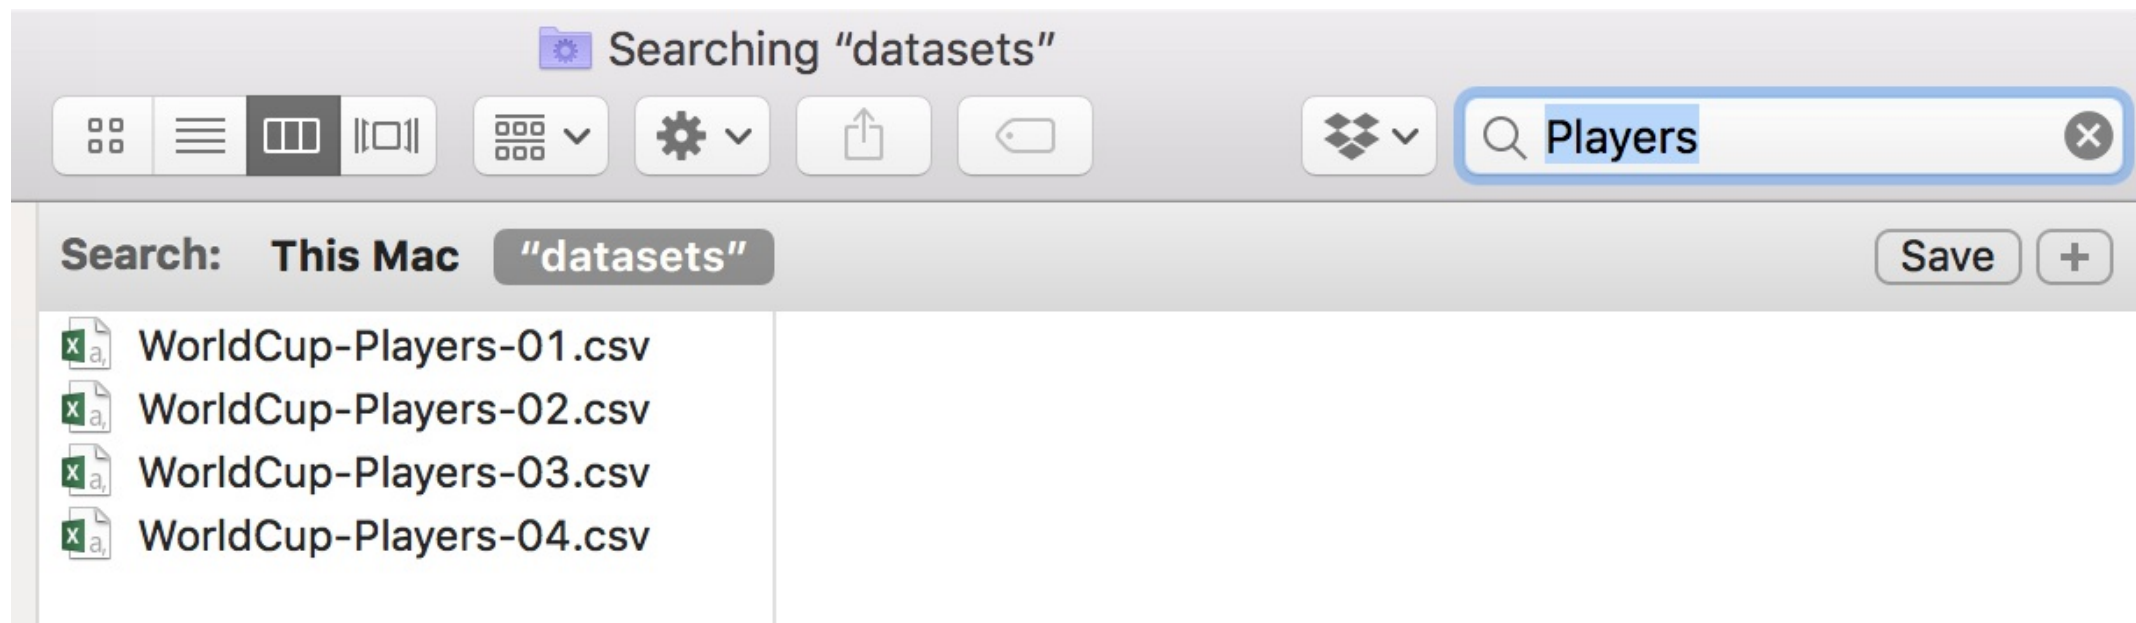 Searching “datasets”
Players
Search: This Mac “datasets” Save +
WorldCup-Players-01.csv
WorldCup-Players-02.csv
WorldCup-Players-03.csv
WorldCup-Players-04.csv